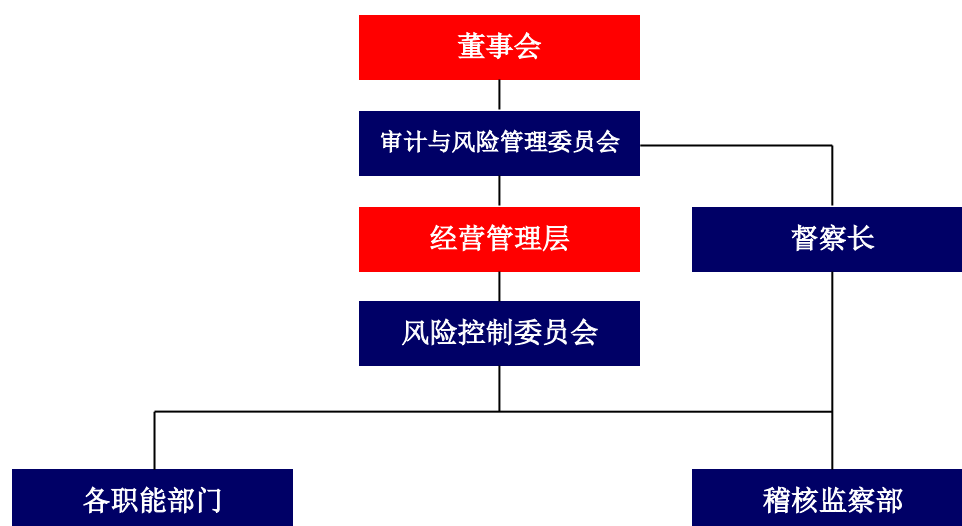 董事会
审计与风险管理委员会
经营管理层
督察长
风险控制委员会
各职能部门
稽核监察部